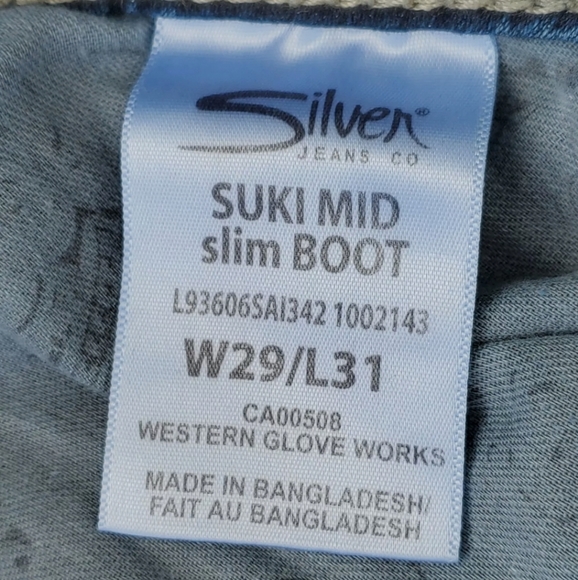 Silver®
JEANS CO
SUKI MID
slim BOOT
L93606SAI342 1002143
W29/L31
CA00508
WESTERN GLOVE WORKS
MADE IN BANGLADESH/
FAIT AU BANGLADESH